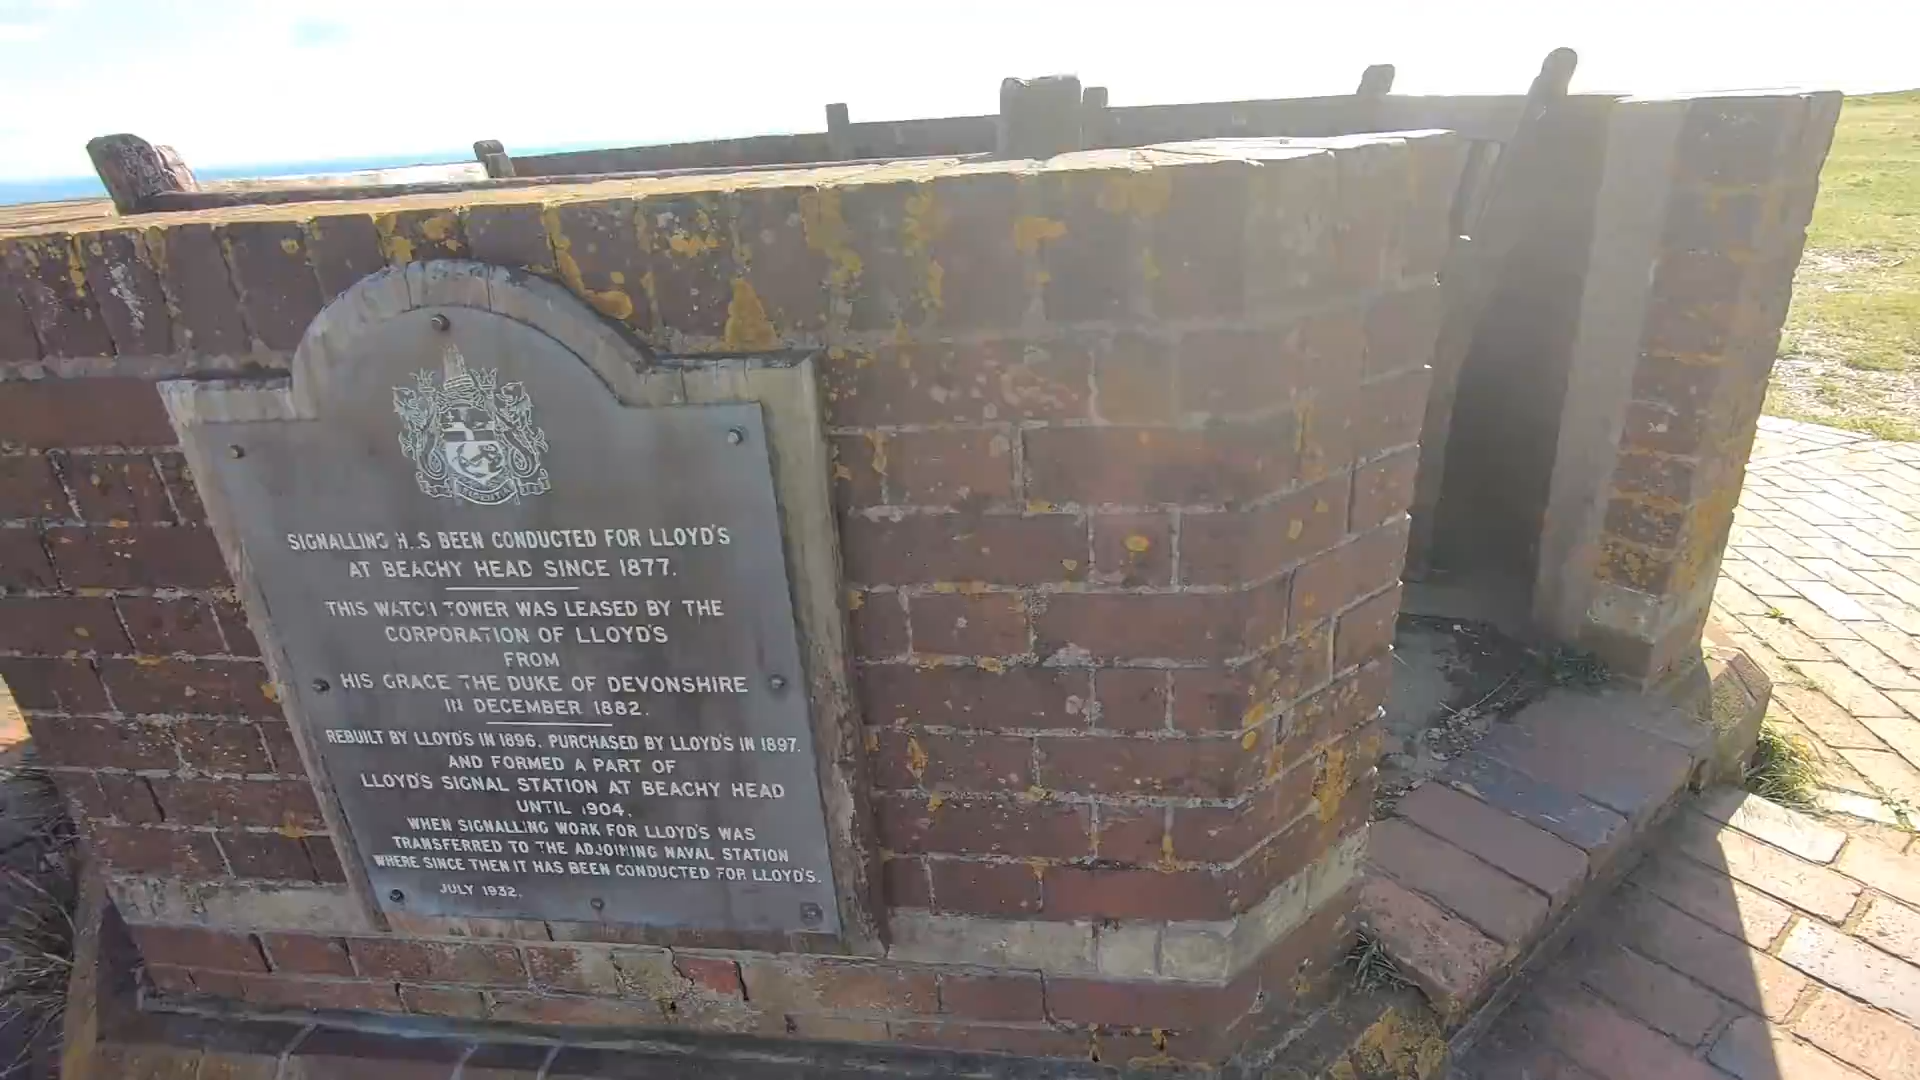 FIDENTIA
SIGNALLING HAS BEEN CONDUCTED FOR LLOYD'S
AT BEACHY HEAD SINCE 1877.
THIS WATCH TOWER WAS LEASED BY THE
CORPORATION OF LLOYD'S
FROM
HIS GRACE THE DUKE OF DEVONSHIRE
IN DECEMBER 1882.
REBUILT BY LLOYD'S IN 1896. PURCHASED BY LLOYD'S IN 1897.
AND FORMED A PART OF
LLOYD'S SIGNAL STATION AT BEACHY HEAD
UNTIL 1904,
WHEN SIGNALLING WORK FOR LLOYD'S WAS
TRANSFERRED TO THE ADJOINING NAVAL STATION
WHERE SINCE THEN IT HAS BEEN CONDUCTED FOR LLOYD'S.
JULY 1932.